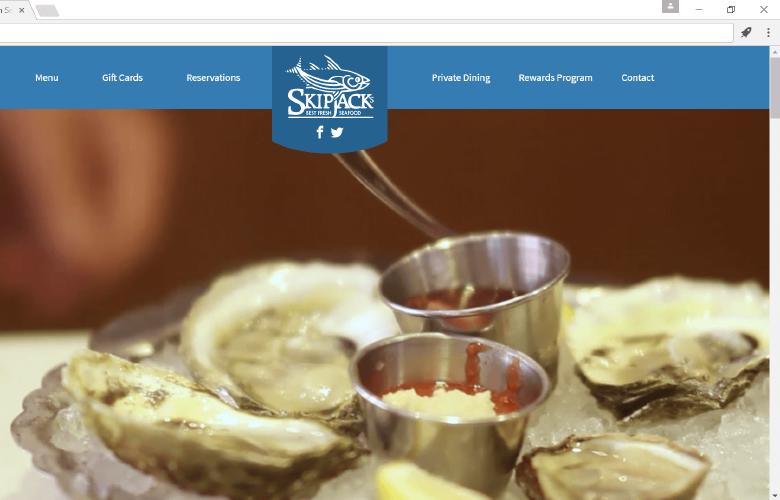 Menu
Gift Cards
Reservations
SKIPJACK'S
BEST FRESH SEAFOOD
Private Dining
Rewards Program
Contact